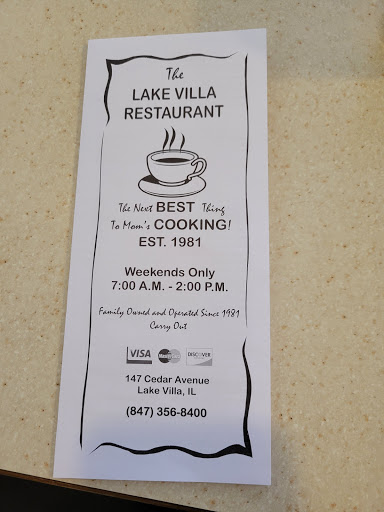 The
LAKE VILLA
RESTAURANT
The Next BEST Thing
To Mom's COOKING!
EST. 1981
Weekends Only
7:00 A.M. - 2:00 P.M.
Family Owned and Operated Since 1981
Carry Out
VISA MasterCard DISCOVER
147 Cedar Avenue
Lake Villa, IL
(847) 356-8400